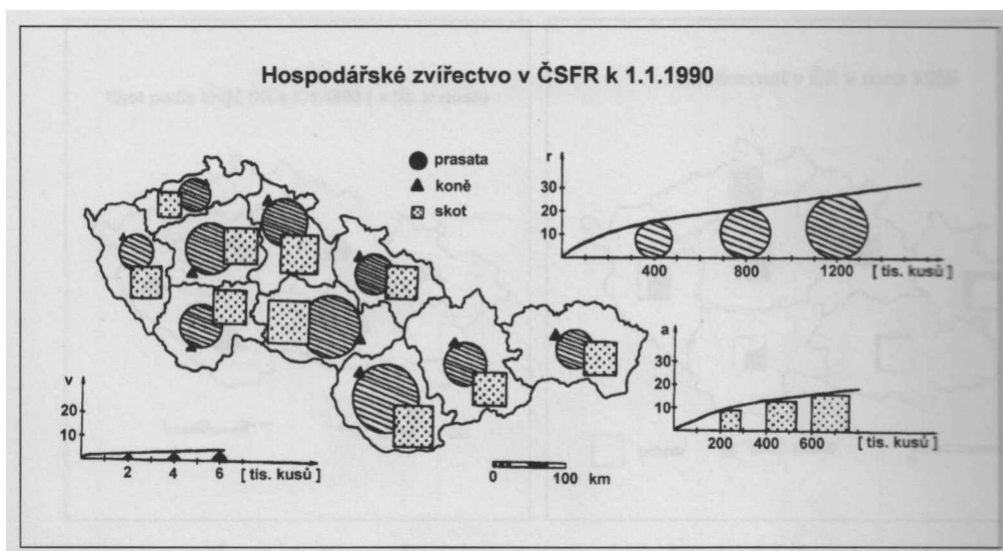 Hospodářské zvířectvo v ČSFR k 1.1.1990
prasata
koně
skot
r
30
20
10
400 800 1200
[ tis. kusů ]
a
30
20
10
200 400 600 [ tis. kusů ]
v
20
10
2 4 6 [ tis. kusů ]
0 100 km